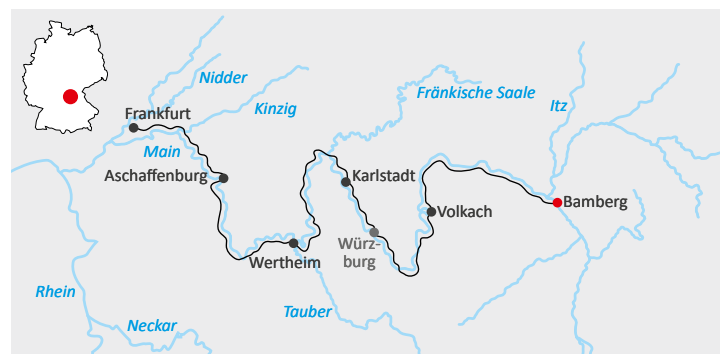 Nidder
Fränkische Saale
Kinzig
Itz
Frankfurt
Main
Aschaffenburg
Karlstadt
Bamberg
Volkach
Würz-
burg
Wertheim
Rhein
Tauber
Neckar